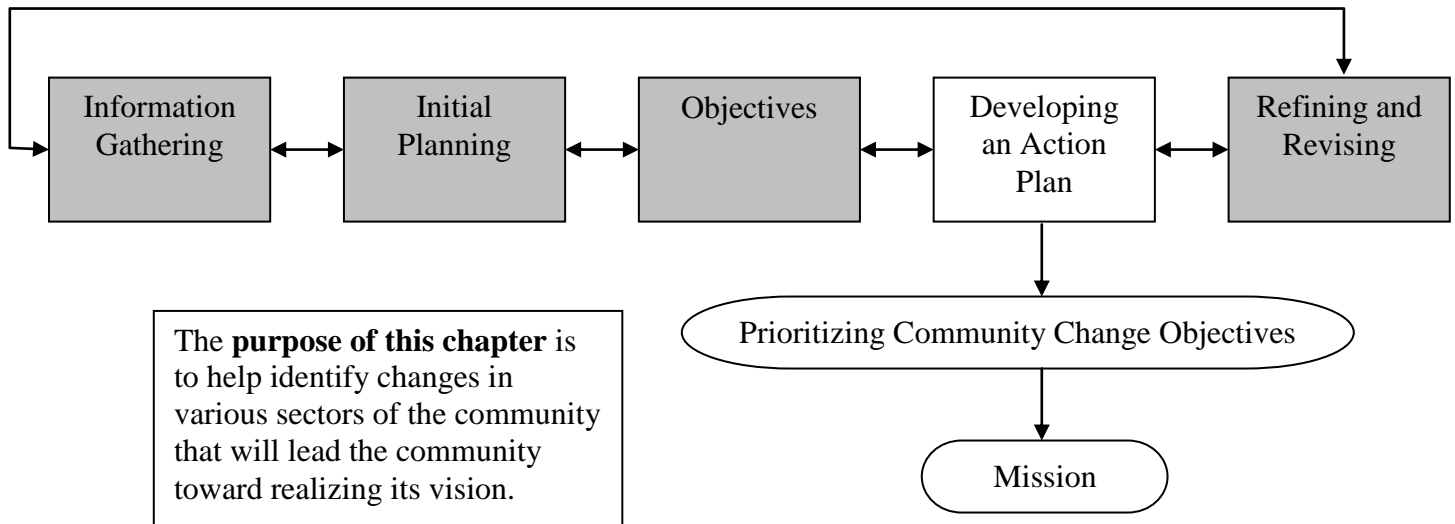 Information
Gathering
Initial
Planning
Objectives
Developing
an Action
Plan
Refining and
Revising
Prioritizing Community Change Objectives
Mission
The purpose of this chapter is
to help identify changes in
various sectors of the community
that will lead the community
toward realizing its vision.